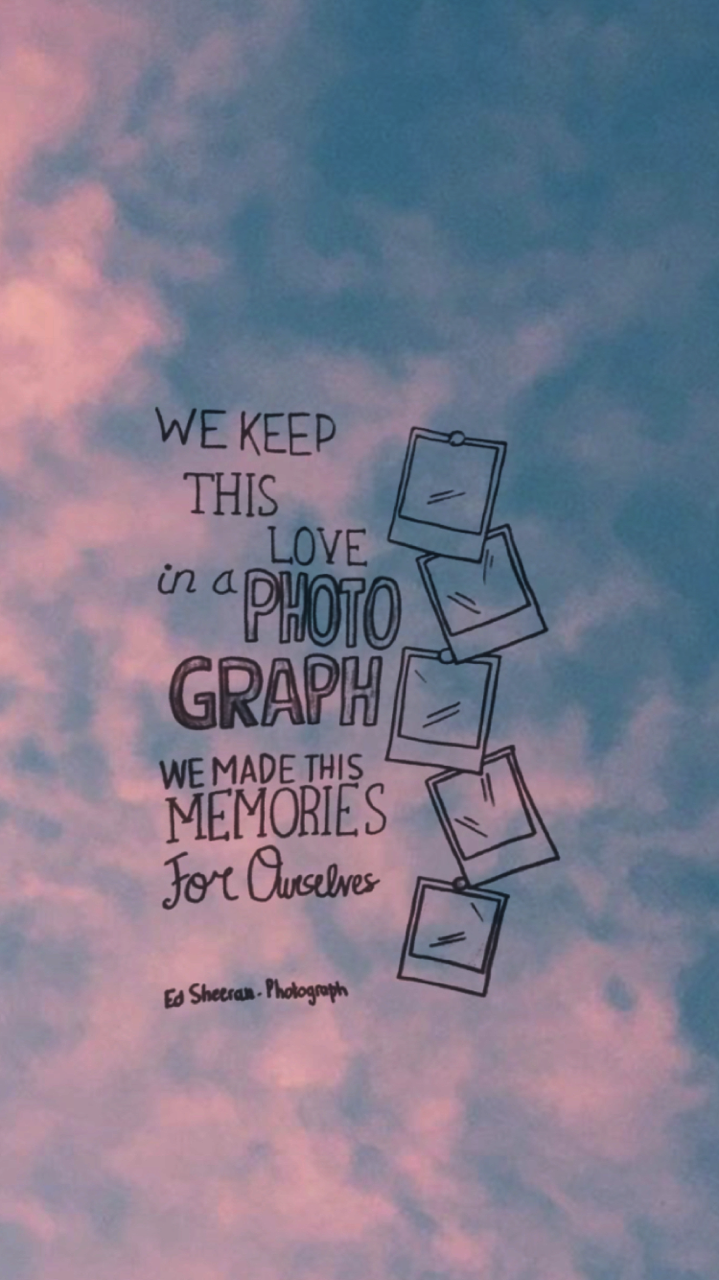 WE KEEP
THIS
LOVE
in a PHOTO
GRAPH
WE MADE THIS
MEMORIES
For Ourselves
Ed Sheeran. Photograph